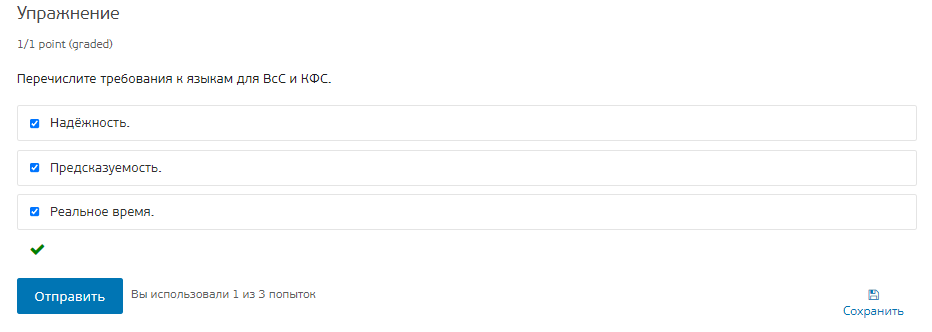 Упражнение
1/1 point (graded)
Перечислите требования к языкам для ВсС и КФС.
Надёжность.
Предсказуемость.
Реальное время.
Отправить
Вы использовали 1 из 3 попыток
Сохранить